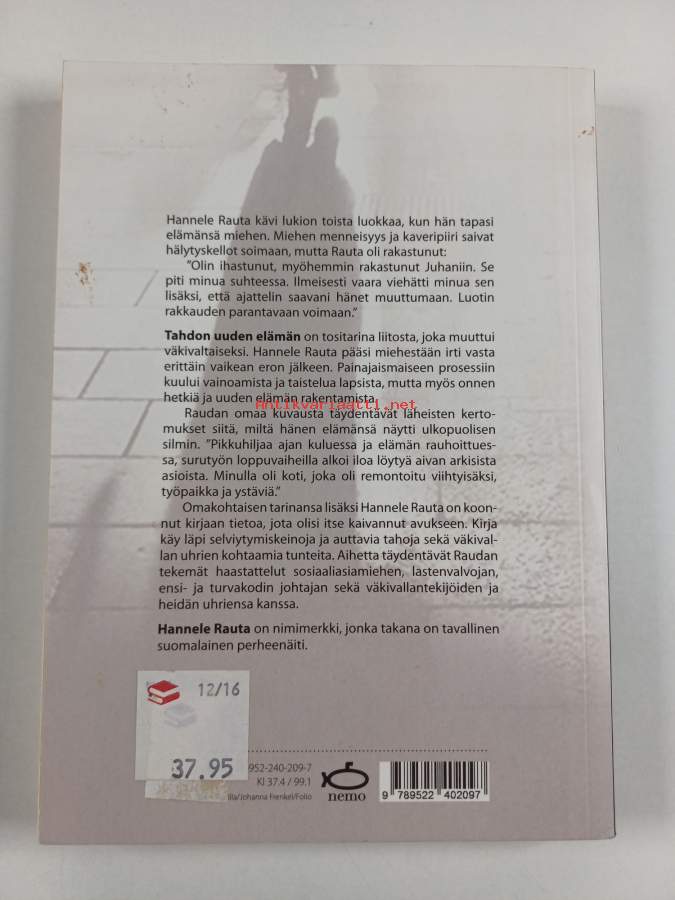 Hannele Rauta kävi lukion toista luokkaa, kun hän tapasi
elämänsä miehen. Miehen menneisyys ja kaveripiiri saivat
hälytyskellot soimaan, mutta Rauta oli rakastunut:
”Olin ihastunut, myöhemmin rakastunut Juhaniin. Se
piti minua suhteessa. Ilmeisesti vaara viehätti minua sen
lisäksi, että ajattelin saavani hänet muuttumaan. Luotin
rakkauden parantavaan voimaan.”
Tahdon uuden elämän on tositarina liitosta, joka muuttui
väkivaltaiseksi. Hannele Rauta pääsi miehestään irti vasta
erittäin vaikean eron jälkeen. Painajaismaiseen prosessiin
kuului vainoamista ja taistelua lapsista, mutta myös onnen
hetkiä ja uuden elämän rakentamista.
Antikvariaatti.net
Raudan omaa kuvausta täydentävät läheisten kerto-
mukset siitä, miltä hänen elämänsä näytti ulkopuolisen
silmin. ”Pikkuhiljaa ajan kuluessa ja elämän rauhoittues-
sa, surutyön loppuvaiheilla alkoi iloa löytyä aivan arkisista
asioista. Minulla oli koti, joka oli remontoitu viihtyisäksi,
työpaikka ja ystäviä.”
Omakohtaisen tarinansa lisäksi Hannele Rauta on koon-
nut kirjaan tietoa, jota olisi itse kaivannut avukseen. Kirja
käy läpi selviytymiskeinoja ja auttavia tahoja sekä väkival-
lan uhrien kohtaamia tunteita. Aihetta täydentävät Raudan
tekemät haastattelut sosiaaliasiamiehen, lastenvalvojan,
ensi- ja turvakodin johtajan sekä väkivallantekijöiden ja
heidän uhriensa kanssa.
Hannele Rauta on nimimerkki, jonka takana on tavallinen
suomalainen perheenäiti.
12/16
37.95
952-240-209-7
Kl 37.4 / 99.1
/Johanna Frenkel/Folio
nemo
9 789522 402097